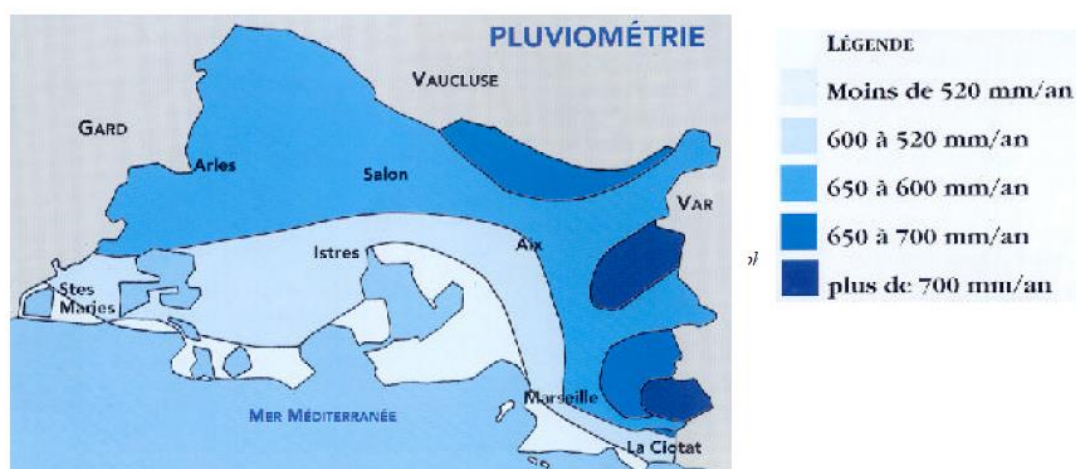 PLUVIOMÉTRIE
VAUCLUSE
GARD
Arles
Salon
VAR
Aix
Istres
Stes
Maries
MER MÉDITERRANÉE
Marseille
La Ciotat
LÉGENDE
Moins de 520 mm/an
600 à 520 mm/an
650 à 600 mm/an
650 à 700 mm/an
plus de 700 mm/an